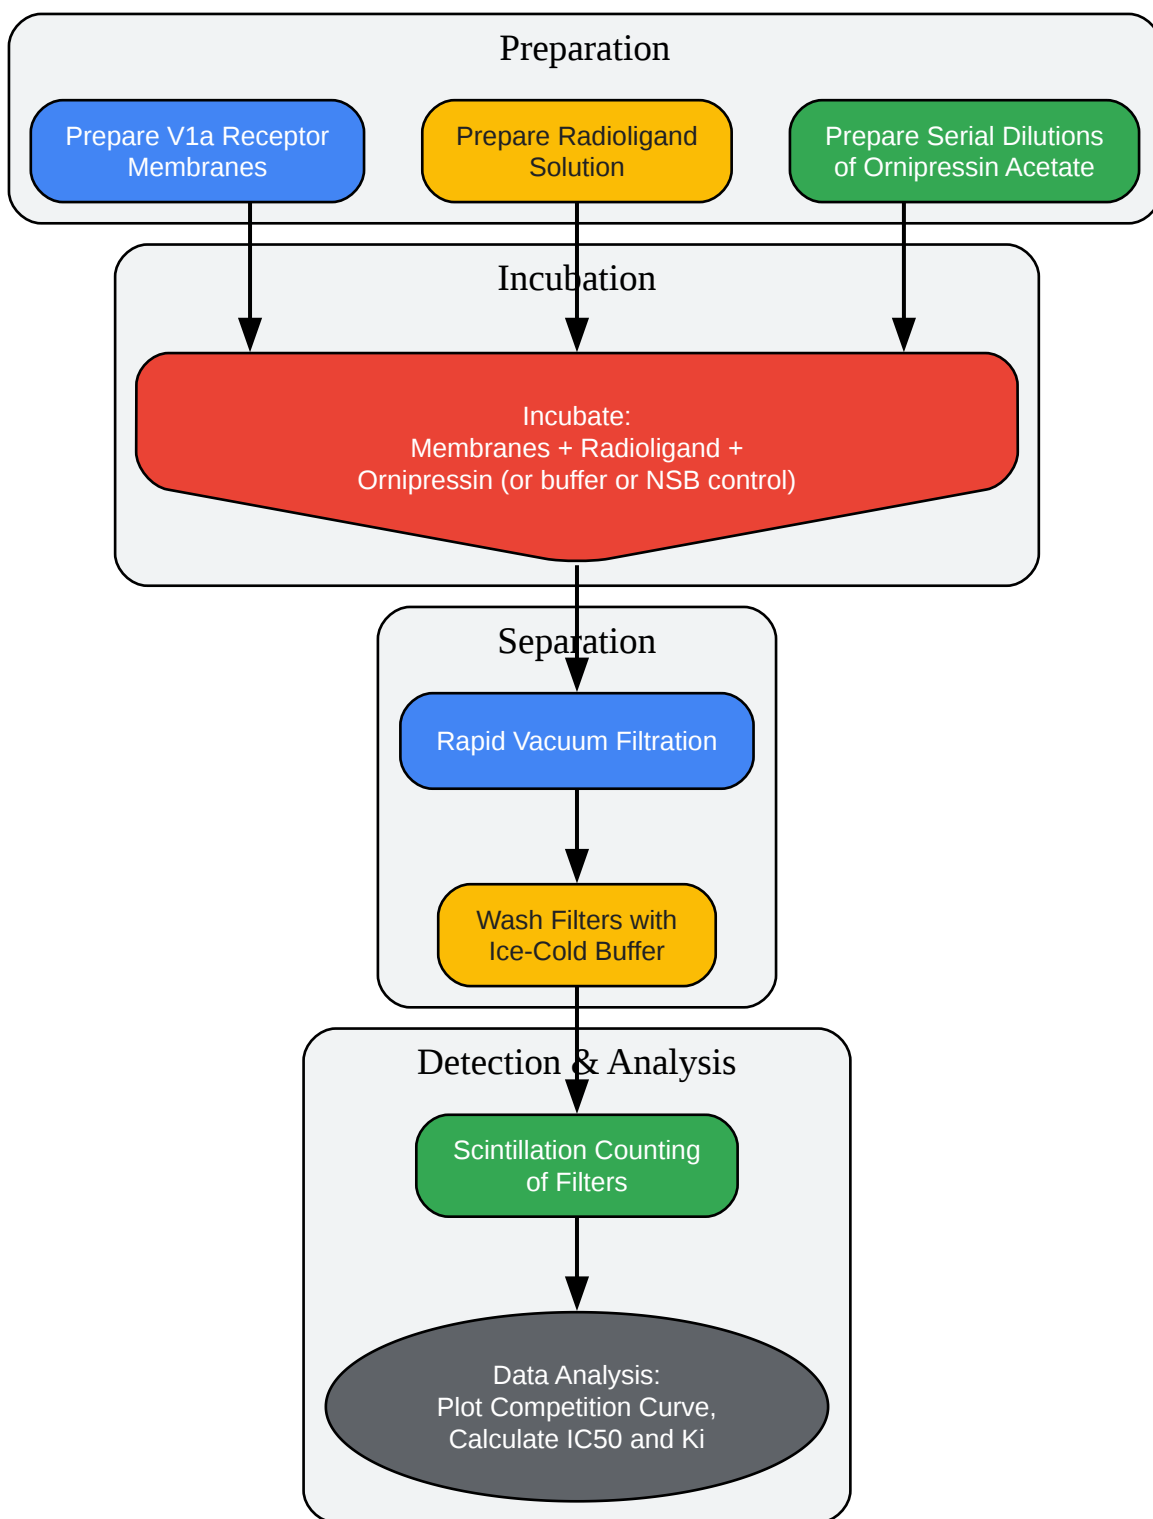 Preparation
Prepare V1a Receptor
Membranes
Prepare Radioligand
Solution
Prepare Serial Dilutions
of Ornipressin Acetate
Incubation
Incubate:
Membranes + Radioligand +
Ornipressin (or buffer or NSB control)
Separation
Rapid Vacuum Filtration
Wash Filters with
Ice-Cold Buffer
Detection & Analysis
Scintillation Counting
of Filters
Data Analysis:
Plot Competition Curve,
Calculate IC50 and Ki